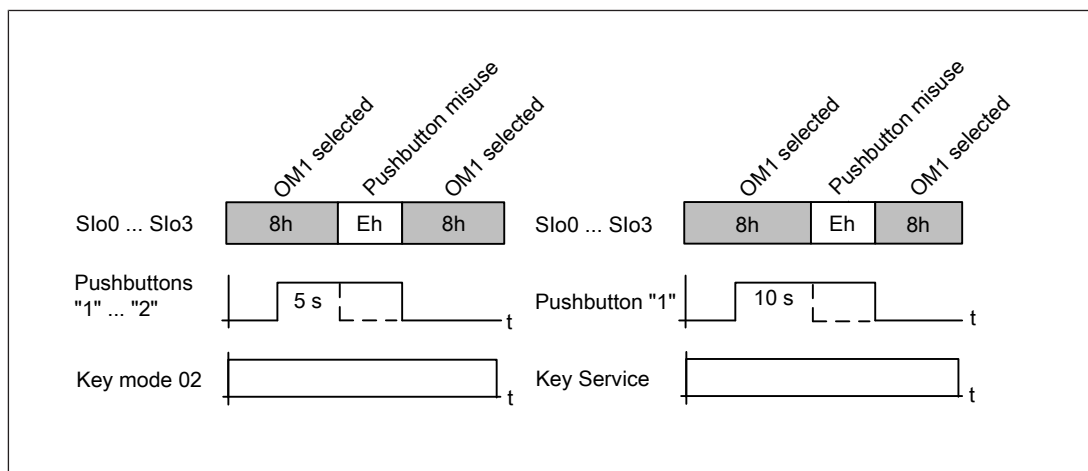 OM1 selected
Pushbutton misuse
OM1 selected
SIo0 ... SIo3
8h
Eh
8h
Pushbuttons
"1" ... "2"
5 s
t
Key mode 02
t
OM1 selected
Pushbutton misuse
OM1 selected
SIo0 ... SIo3
8h
Eh
8h
Pushbutton "1"
10 s
t
Key Service
t